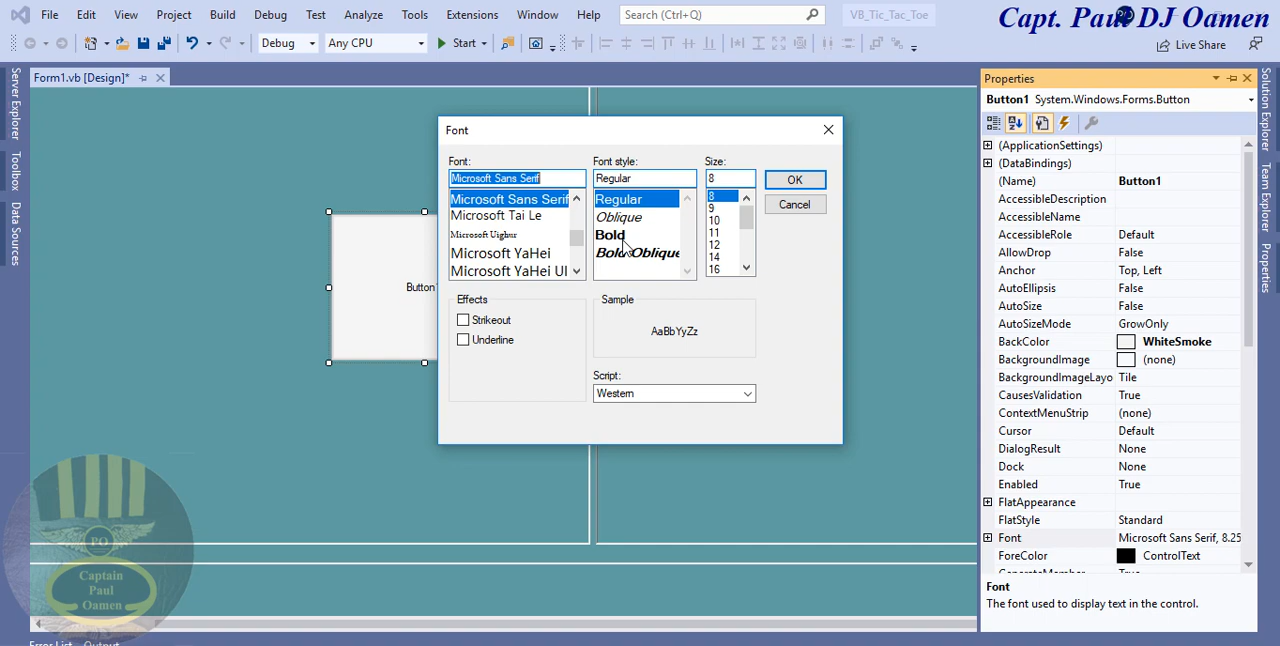 File Edit View Project Build Debug Test Analyze Tools Extensions Window Help Search (Ctrl+Q) VB_Tic_Tac_Toe
Capt. Paul DJ Oamen
Debug Any CPU Start Live Share
Form1.vb [Design]*
Server Explorer
Toolbox
Data Sources
Solution Explorer
Team Explorer
Properties
Button
Font
Font: Font style: Size:
Microsoft Sans Serif Regular 8 OK
Microsoft Sans Serif Regular 8
Cancel
Microsoft Tai Le Oblique 9
Microsoft Uighur Bold 10
Microsoft YaHei Bold Oblique 11
Microsoft YaHei UI 12
14
16
Effects Sample
Strikeout
Underline
AaBbYyZz
Script:
Western
Properties
Button1 System.Windows.Forms.Button
(ApplicationSettings)
(DataBindings)
(Name) Button1
AccessibleDescription
AccessibleName
AccessibleRole Default
AllowDrop False
Anchor Top, Left
AutoEllipsis False
AutoSize False
AutoSizeMode GrowOnly
BackColor WhiteSmoke
BackgroundImage (none)
BackgroundImageLayo Tile
CausesValidation True
ContextMenuStrip (none)
Cursor Default
DialogResult None
Dock None
Enabled True
FlatAppearance
FlatStyle Standard
Font Microsoft Sans Serif, 8.25
ForeColor ControlText
GenerateMember True
Font
The font used to display text in the control.
PO
Captain
Paul
Oamen
Error List Output